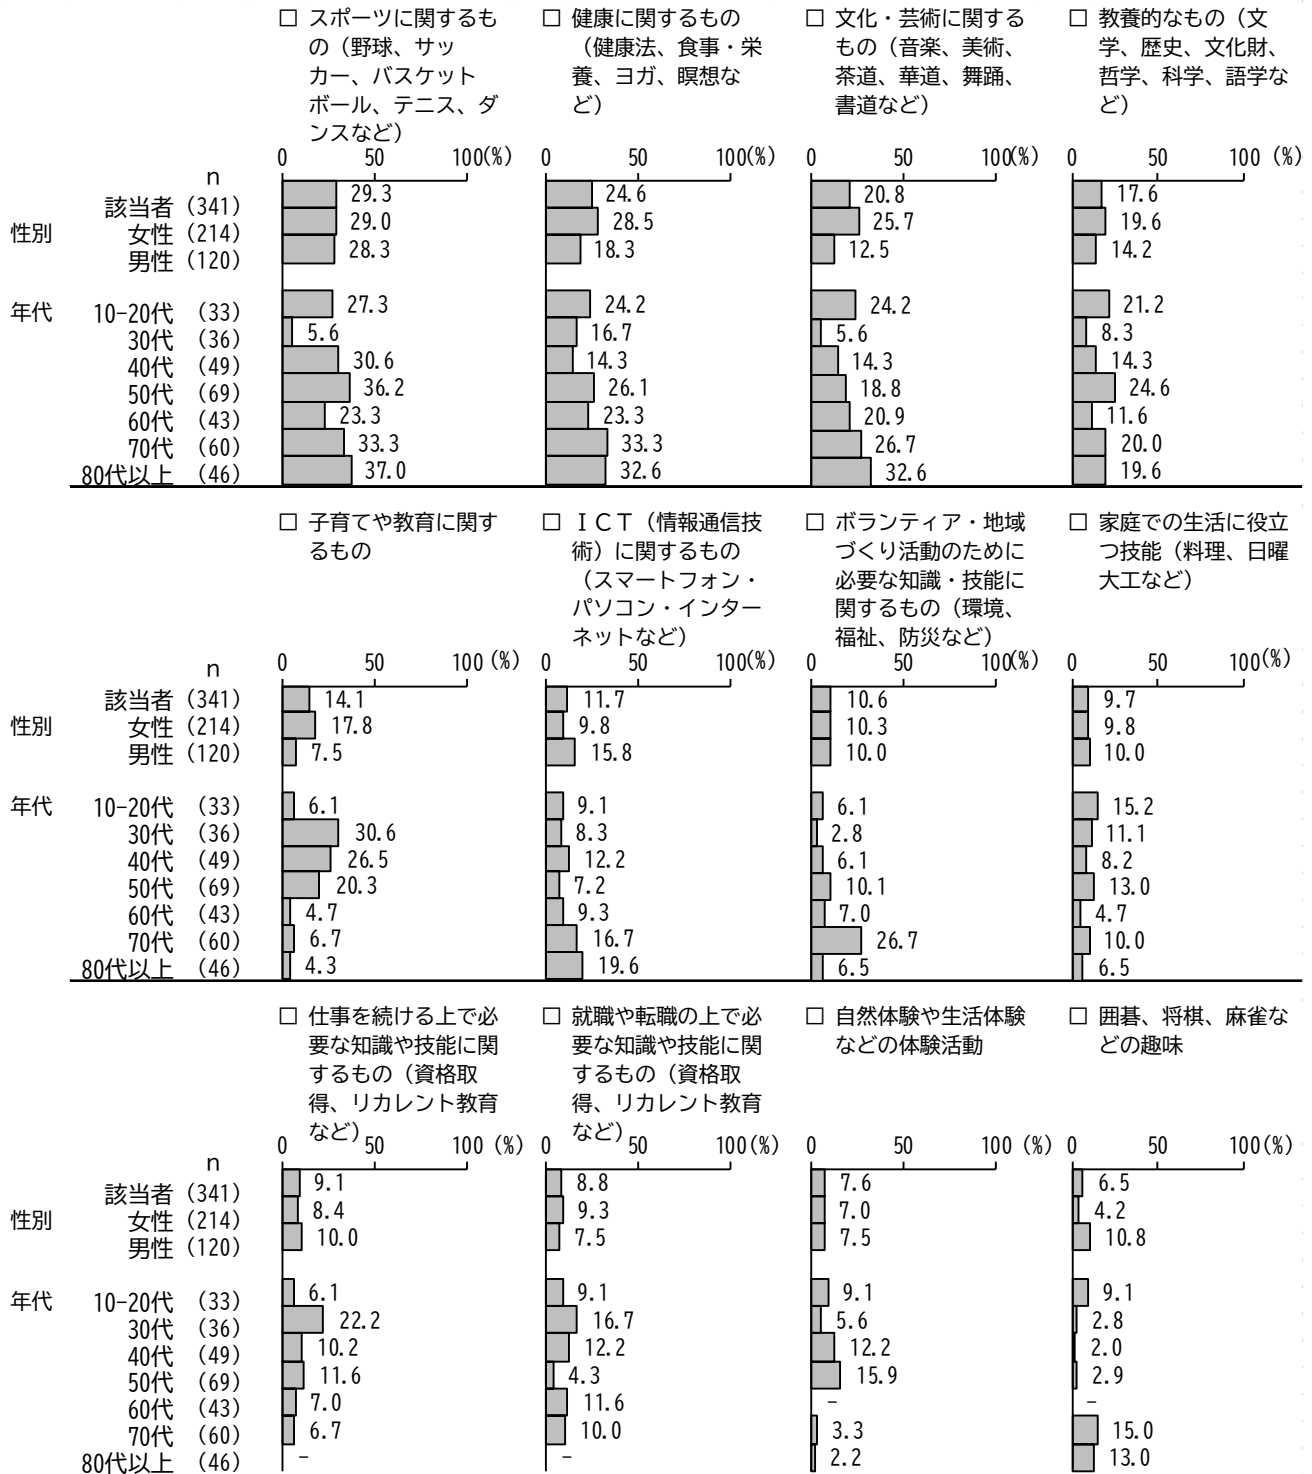 □ スポーツに関するも
の（野球、サッ
カー、バスケット
ボール、テニス、ダ
ンスなど）
□ 健康に関するもの
（健康法、食事・栄
養、ヨガ、瞑想な
ど）
□ 文化・芸術に関する
もの（音楽、美術、
茶道、華道、舞踊、
書道など）
□ 教養的なもの（文
学、歴史、文化財、
哲学、科学、語学な
ど）
0 50 100(%) 0 50 100(%) 0 50 100(%) 0 50 100 (%)
n
該当者 (341) 29.3 24.6 20.8 17.6
性別 女性 (214) 29.0 28.5 25.7 19.6
男性 (120) 28.3 18.3 12.5 14.2
年代 10-20代 (33) 27.3 24.2 24.2 21.2
30代 (36) 5.6 16.7 5.6 8.3
40代 (49) 30.6 14.3 14.3 14.3
50代 (69) 36.2 26.1 18.8 24.6
60代 (43) 23.3 23.3 20.9 11.6
70代 (60) 33.3 33.3 26.7 20.0
80代以上 (46) 37.0 32.6 32.6 19.6
□ 子育てや教育に関す
るもの
□ ＩＣＴ（情報通信技
術）に関するもの
（スマートフォン・
パソコン・インター
ネットなど）
□ ボランティア・地域
づくり活動のために
必要な知識・技能に
関するもの（環境、
福祉、防災など）
□ 家庭での生活に役立
つ技能（料理、日曜
大工など）
0 50 100 (%) 0 50 100(%) 0 50 100(%) 0 50 100(%)
n
該当者 (341) 14.1 11.7 10.6 9.7
性別 女性 (214) 17.8 9.8 10.3 9.8
男性 (120) 7.5 15.8 10.0 10.0
年代 10-20代 (33) 6.1 9.1 6.1 15.2
30代 (36) 30.6 8.3 2.8 11.1
40代 (49) 26.5 12.2 6.1 8.2
50代 (69) 20.3 7.2 10.1 13.0
60代 (43) 4.7 9.3 7.0 4.7
70代 (60) 6.7 16.7 26.7 10.0
80代以上 (46) 4.3 19.6 6.5 6.5
□ 仕事を続ける上で必
要な知識や技能に関
するもの（資格取
得、リカレント教育
など）
□ 就職や転職の上で必
要な知識や技能に関
するもの（資格取
得、リカレント教育
など）
□ 自然体験や生活体験
などの体験活動
□ 囲碁、将棋、麻雀な
どの趣味
0 50 100 (%) 0 50 100(%) 0 50 100 (%) 0 50 100(%)
n
該当者 (341) 9.1 8.8 7.6 6.5
性別 女性 (214) 8.4 9.3 7.0 4.2
男性 (120) 10.0 7.5 7.5 10.8
年代 10-20代 (33) 6.1 9.1 9.1 9.1
30代 (36) 22.2 16.7 5.6 2.8
40代 (49) 10.2 12.2 12.2 2.0
50代 (69) 11.6 4.3 15.9 2.9
60代 (43) 7.0 11.6 - -
70代 (60) 6.7 10.0 3.3 15.0
80代以上 (46) - - 2.2 13.0